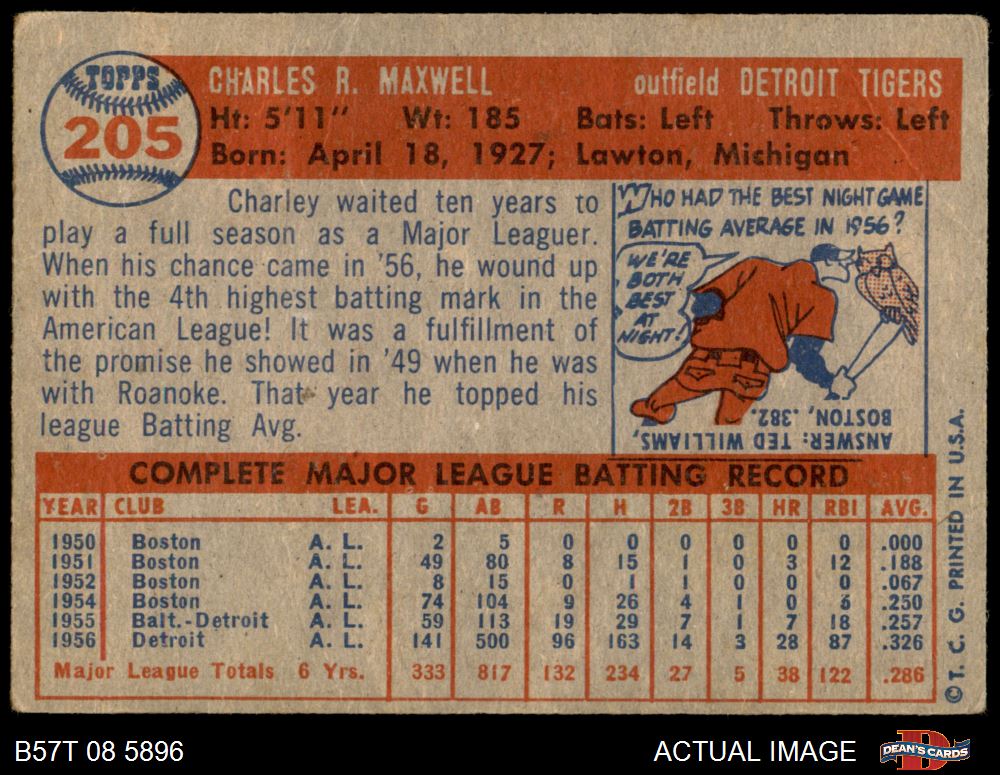 TOPPS
205
CHARLES R. MAXWELL outfield DETROIT TIGERS
Ht: 5'11" Wt: 185 Bats: Left Throws: Left
Born: April 18, 1927; Lawton, Michigan
Charley waited ten years to
play a full season as a Major Leaguer.
When his chance came in '56, he wound up
with the 4th highest batting mark in the
American League! It was a fulfillment of
the promise he showed in '49 when he was
with Roanoke. That year he topped his
league Batting Avg.
WHO HAD THE BEST NIGHT GAME
BATTING AVERAGE IN 1956?
WE'RE
BOTH
BEST
AT
NIGHT!
ANSWER: TED WILLIAMS,
BOSTON, .382.
COMPLETE MAJOR LEAGUE BATTING RECORD
YEAR CLUB LEA. G AB R H 2B 3B HR RBI AVG.
1950 Boston A. L. 2 5 0 0 0 0 0 0 .000
1951 Boston A. L. 49 80 8 15 1 0 3 12 .188
1952 Boston A. L. 8 15 0 1 1 0 0 0 .067
1954 Boston A. L. 74 104 9 26 4 1 0 6 .250
1955 Balt.-Detroit A. L. 59 113 19 29 7 1 7 18 .257
1956 Detroit A. L. 141 500 96 163 14 3 28 87 .326
Major League Totals 6 Yrs. 333 817 132 234 27 5 38 122 .286
©T. C. G. PRINTED IN U.S.A.
B57T 08 5896
ACTUAL IMAGE
D
DEAN'S CARDS